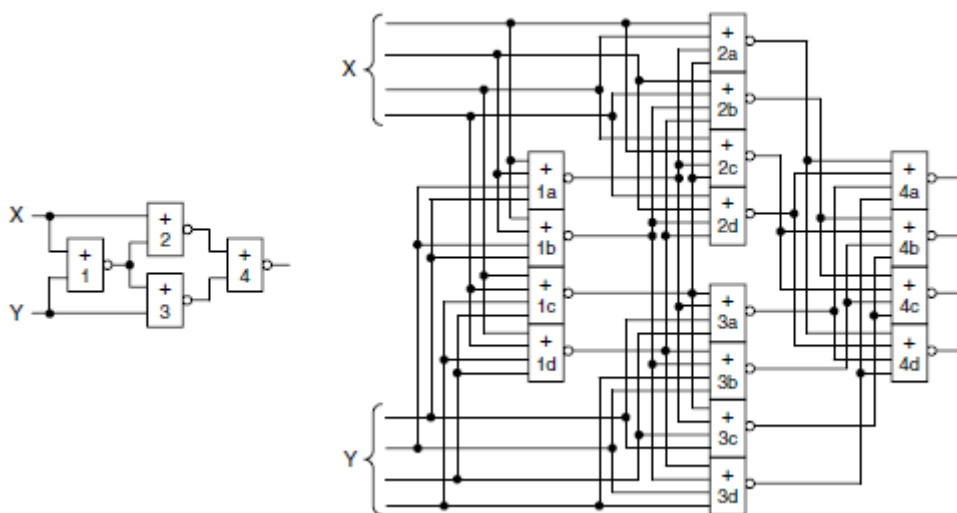 X
Y
+
1
+
2
+
3
+
4
X
Y
+
1a
+
1b
+
1c
+
1d
+
2a
+
2b
+
2c
+
2d
+
3a
+
3b
+
3c
+
3d
+
4a
+
4b
+
4c
+
4d